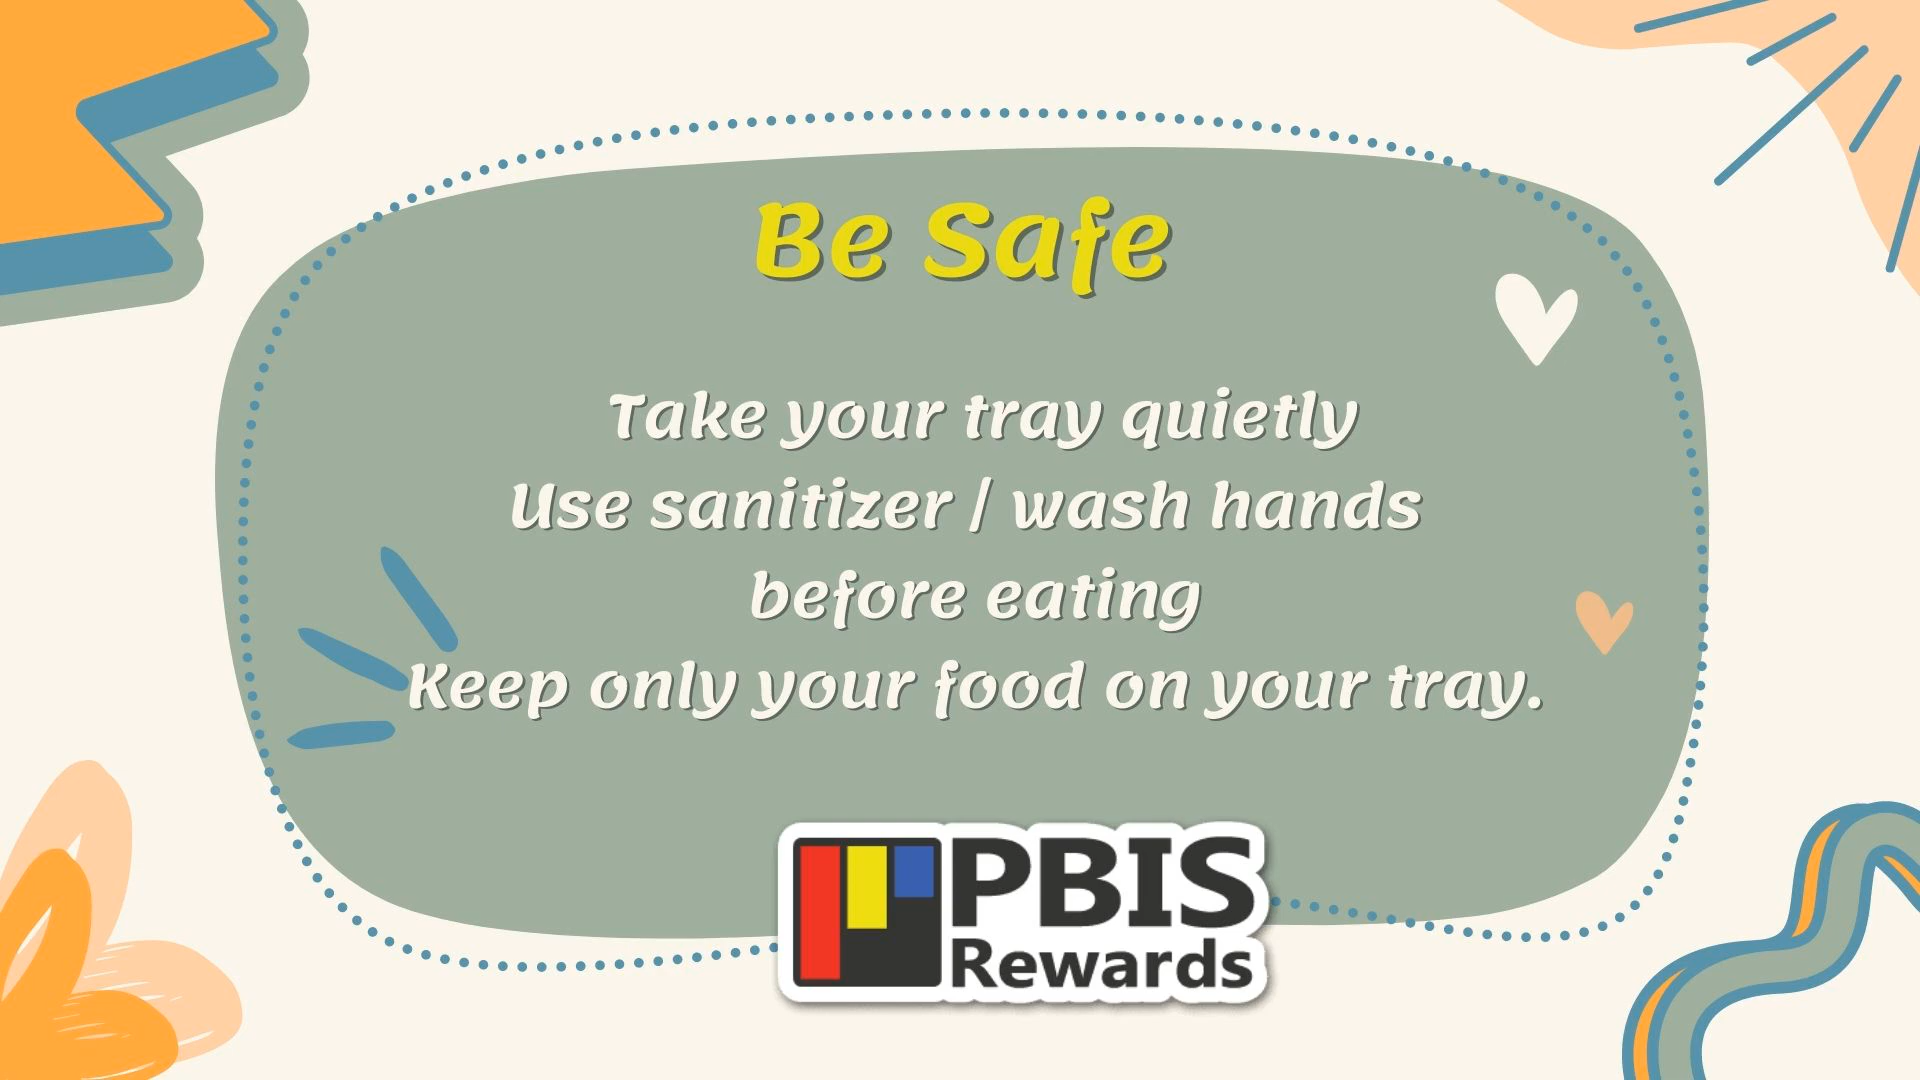 Be Safe
Take your tray quietly
Use sanitizer / wash hands
before eating
Keep only your food on your tray.
PBIS
Rewards